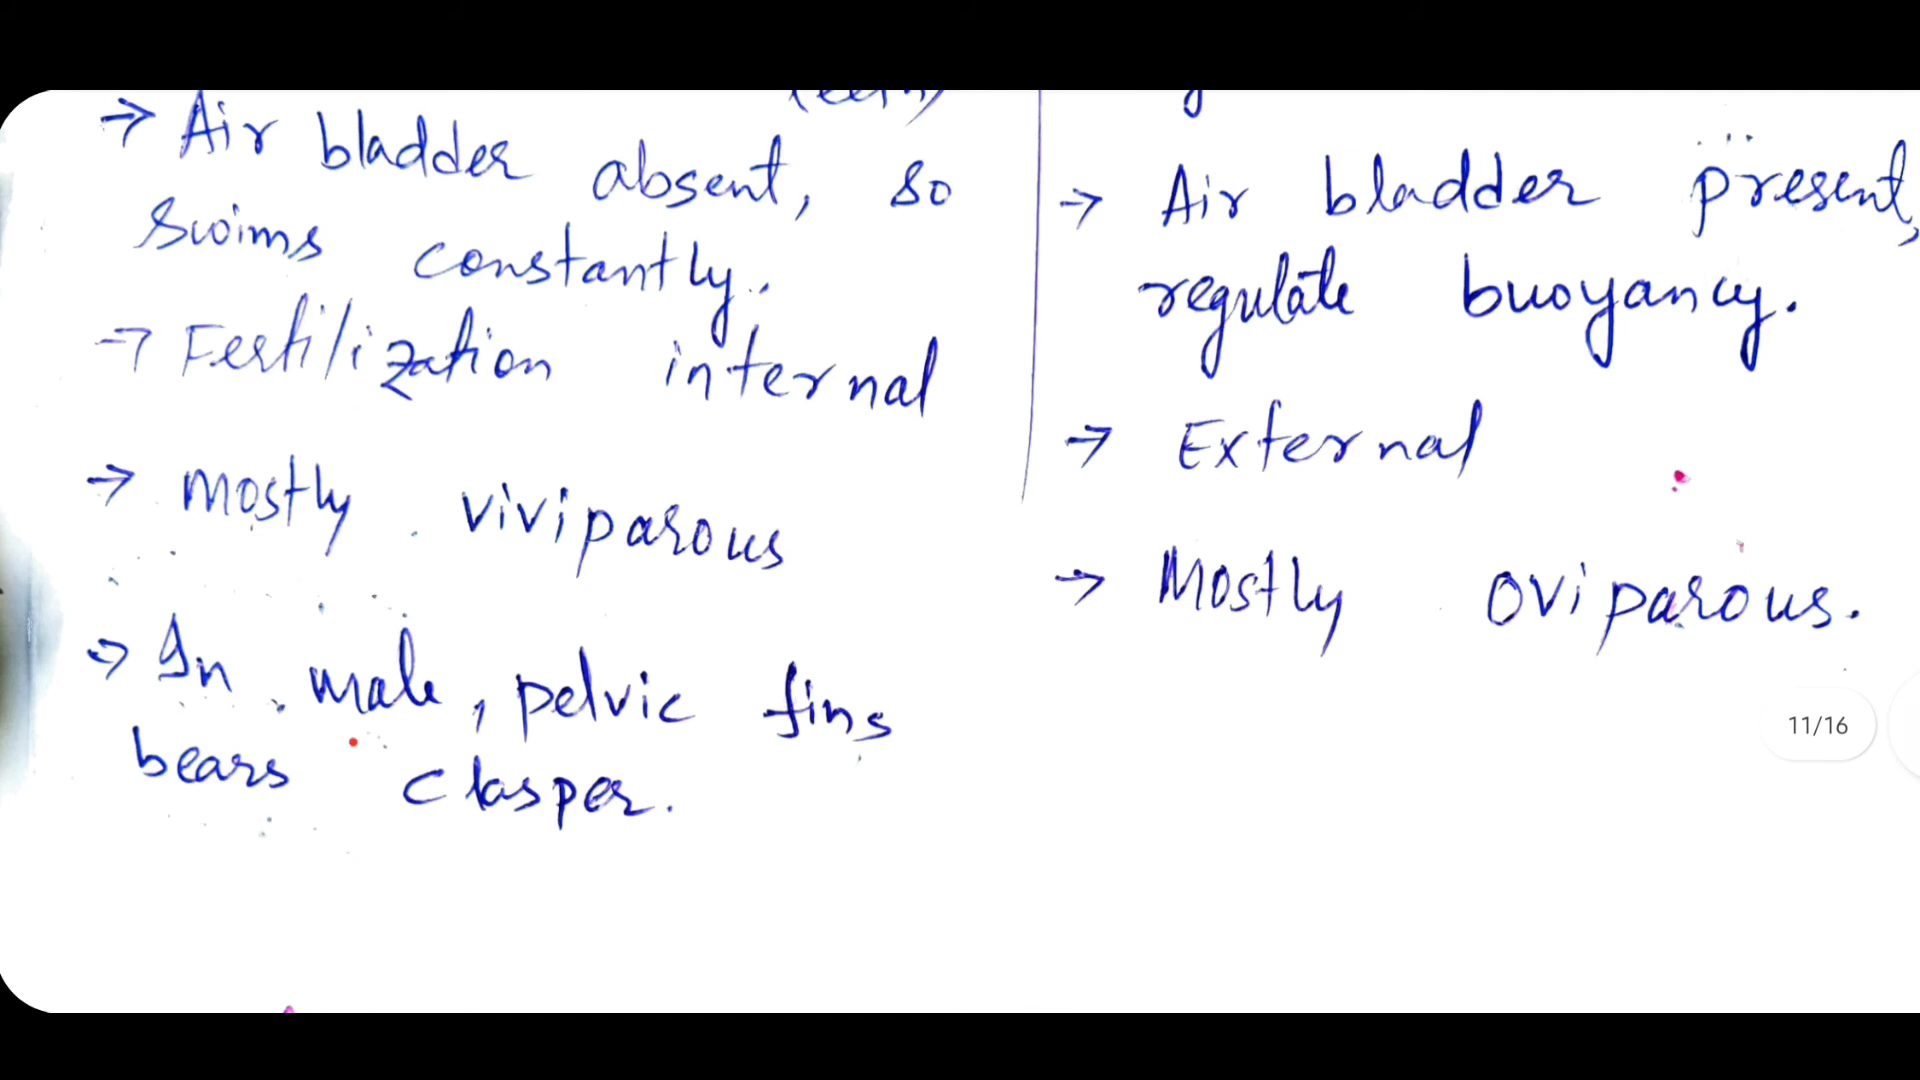 → Air bladder absent, so
swims constantly.
→ Fertilization internal
→ mostly viviparous
→ In male, pelvic fins
bears clasper.
→ Air bladder present,
regulate buoyancy.
→ External
→ Mostly oviparous.
11/16